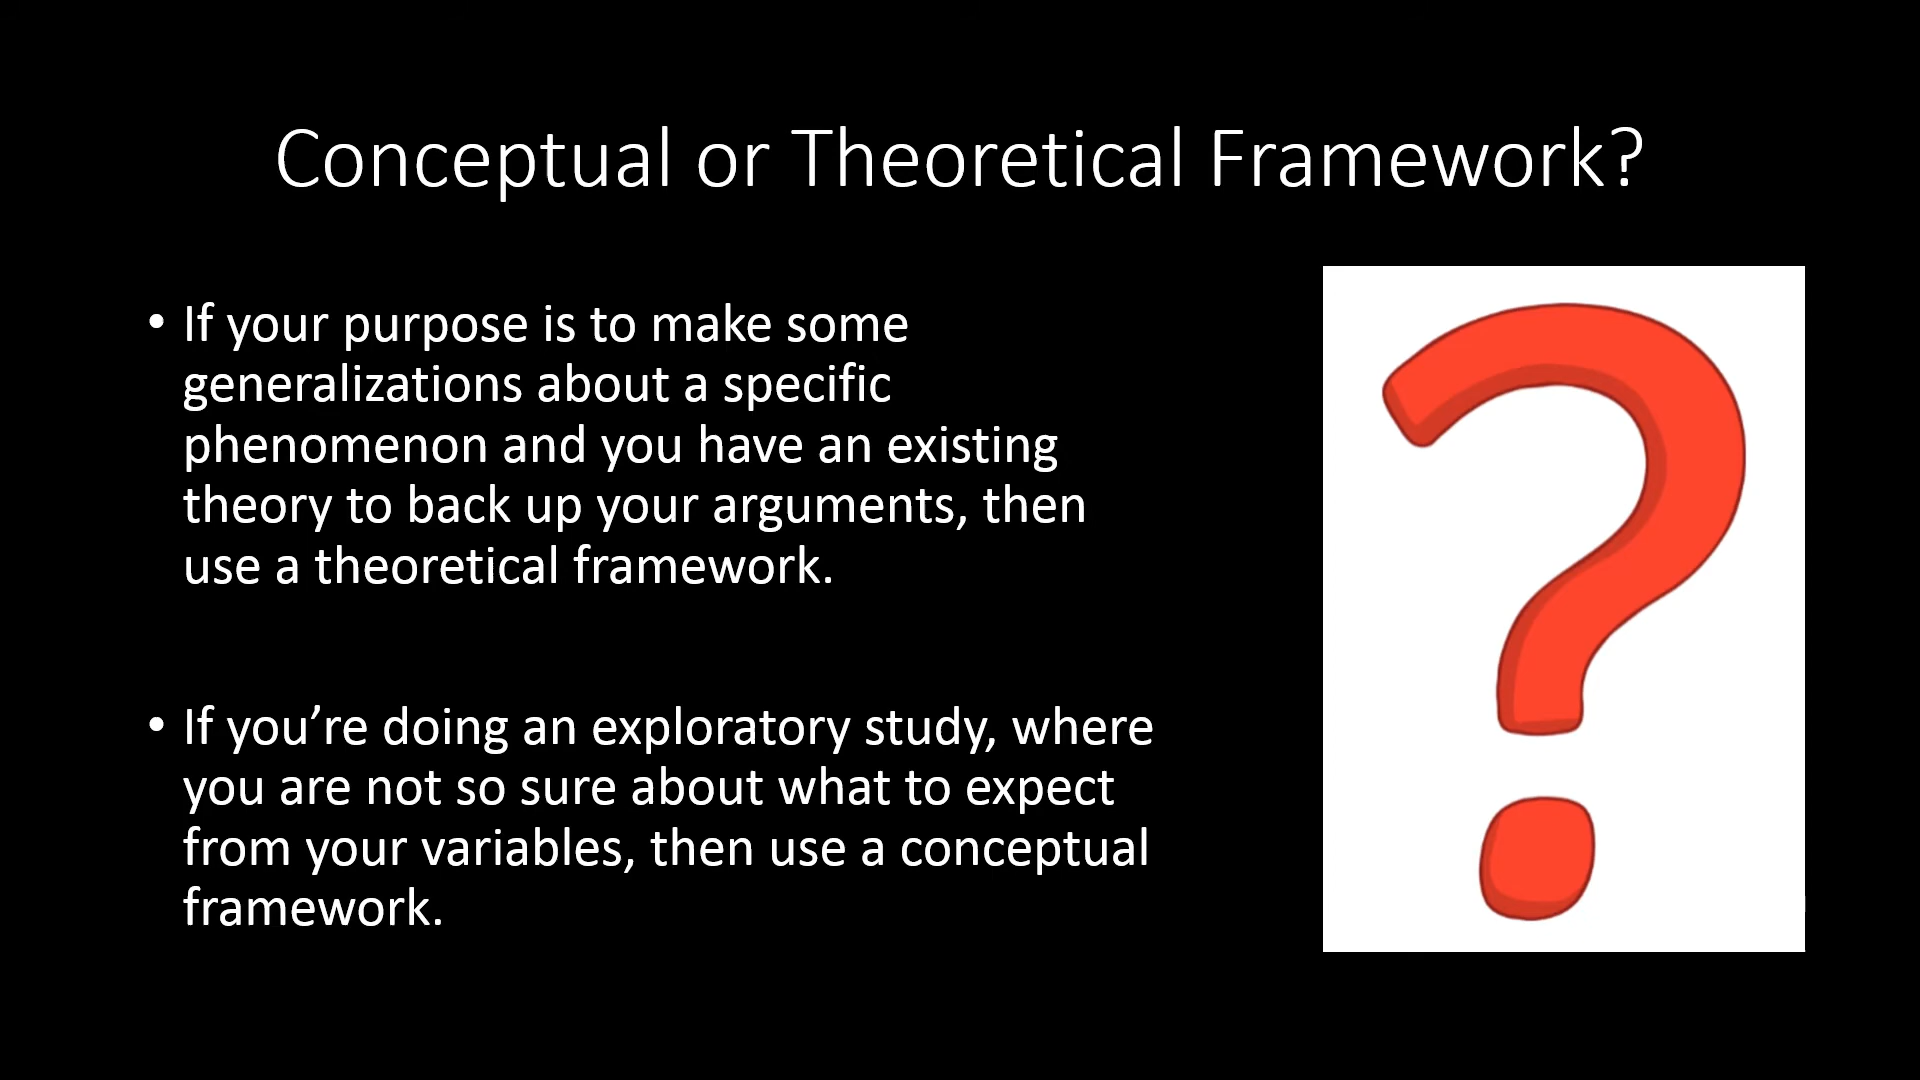 Conceptual or Theoretical Framework?
• If your purpose is to make some
generalizations about a specific
phenomenon and you have an existing
theory to back up your arguments, then
use a theoretical framework.
• If you’re doing an exploratory study, where
you are not so sure about what to expect
from your variables, then use a conceptual
framework.